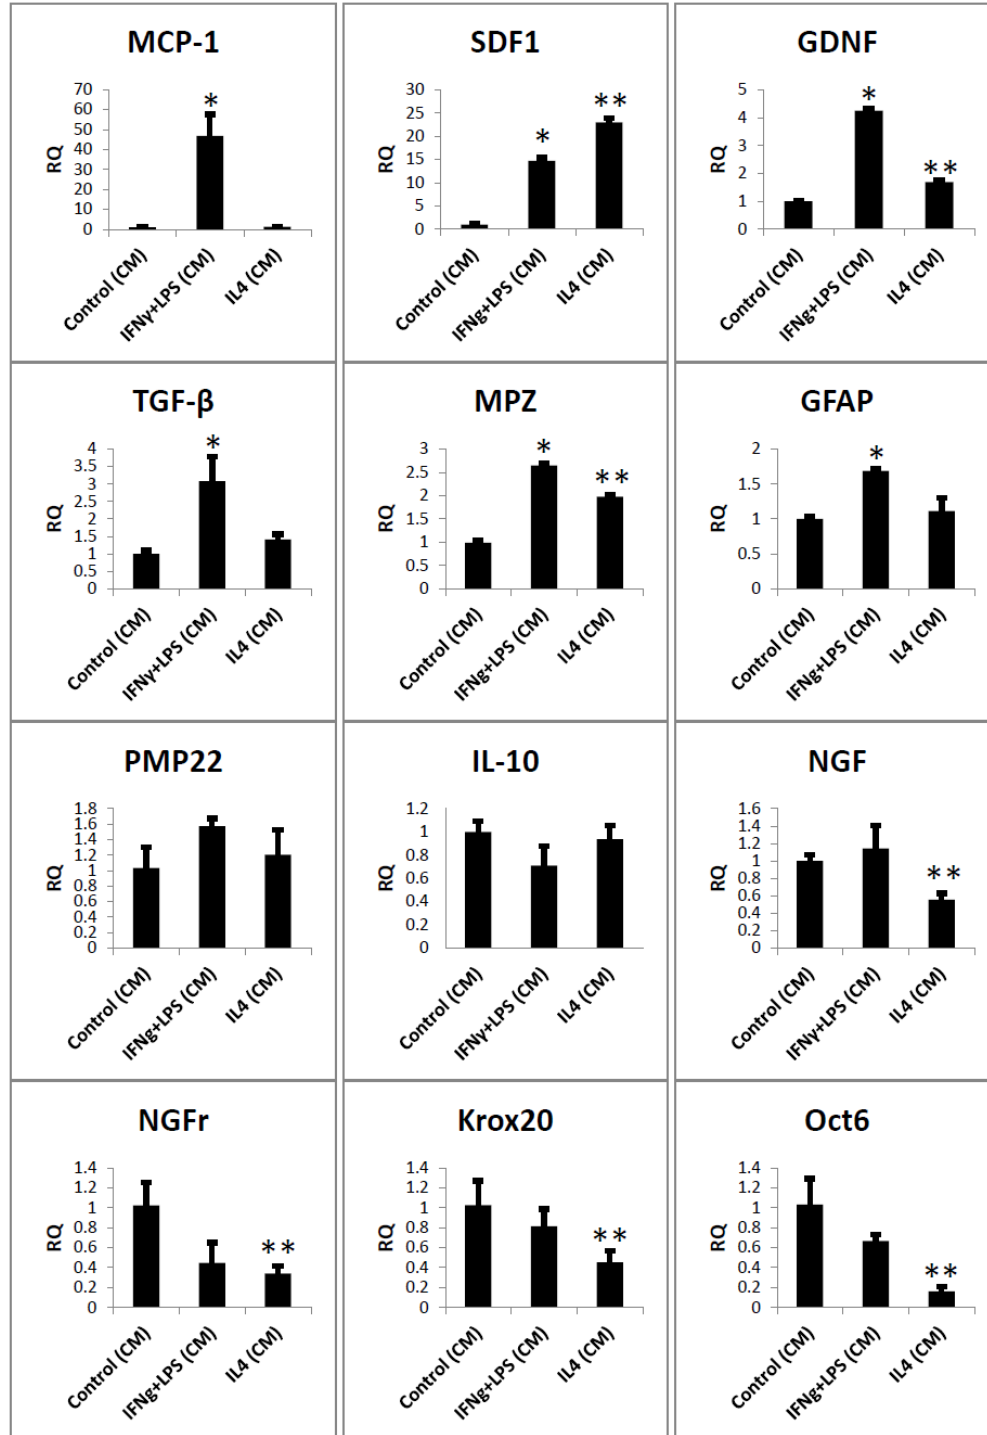 MCP-1
70
60
50
40
30
20
10
0
RQ
*
Control (CM)
IFNγ+LPS (CM)
IL4 (CM)
SDF1
30
25
20
15
10
5
0
RQ
*
**
Control (CM)
IFNg+LPS (CM)
IL4 (CM)
GDNF
5
4
3
2
1
0
RQ
*
**
Control (CM)
IFNg+LPS (CM)
IL4 (CM)
TGF-β
4
3.5
3
2.5
2
1.5
1
0.5
0
RQ
*
Control (CM)
IFNγ+LPS (CM)
IL4 (CM)
MPZ
3
2.5
2
1.5
1
0.5
0
RQ
*
**
Control (CM)
IFNg+LPS (CM)
IL4 (CM)
GFAP
2
1.5
1
0.5
0
RQ
*
Control (CM)
IFNg+LPS (CM)
IL4 (CM)
PMP22
1.8
1.6
1.4
1.2
1
0.8
0.6
0.4
0.2
0
RQ
Control (CM)
IFNg+LPS (CM)
IL4 (CM)
IL-10
1.2
1
0.8
0.6
0.4
0.2
0
RQ
Control (CM)
IFNγ+LPS (CM)
IL4 (CM)
NGF
1.6
1.4
1.2
1
0.8
0.6
0.4
0.2
0
RQ
**
Control (CM)
IFNγ+LPS (CM)
IL4 (CM)
NGFr
1.4
1.2
1
0.8
0.6
0.4
0.2
0
RQ
**
Control (CM)
IFNg+LPS (CM)
IL4 (CM)
Krox20
1.4
1.2
1
0.8
0.6
0.4
0.2
0
RQ
**
Control (CM)
IFNg+LPS (CM)
IL4 (CM)
Oct6
1.4
1.2
1
0.8
0.6
0.4
0.2
0
RQ
**
Control (CM)
IFNg+LPS (CM)
IL4 (CM)